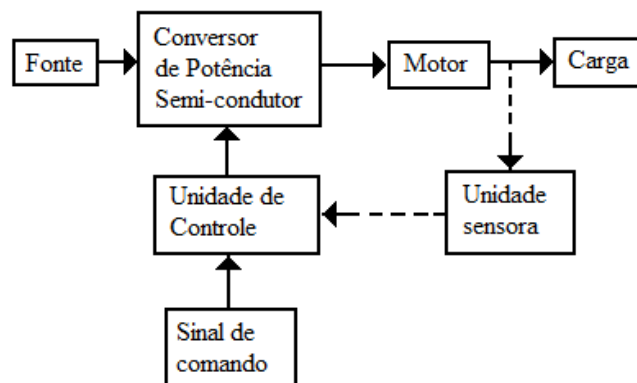 Fonte
Conversor
de Potência
Semi-condutor
Motor
Carga
Unidade de
Controle
Unidade
sensora
Sinal de
comando